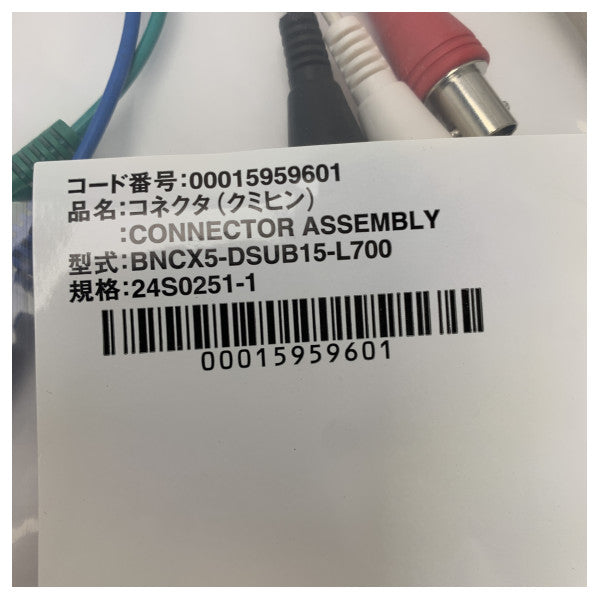 コード番号:00015959601
品名:コネクタ(クミヒン)
:CONNECTOR ASSEMBLY
型式:BNCX5-DSUB15-L700
規格:24S0251-1
00015959601